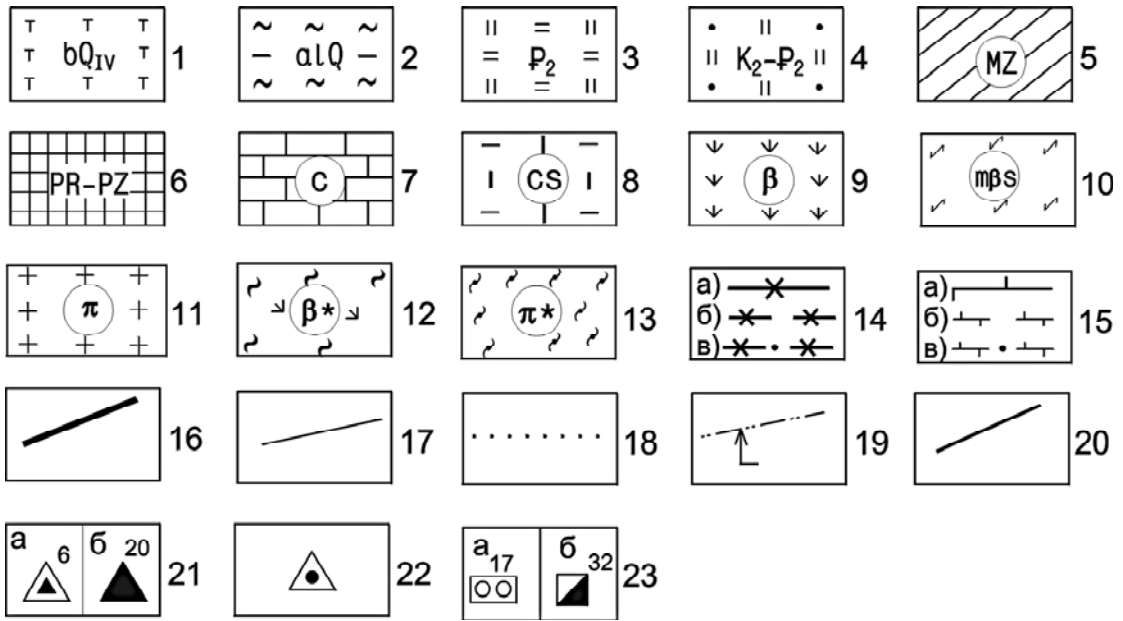 bQIV 1 alQ 2 ₽2 3 K2-₽2 4 MZ 5
PR-PZ 6 C 7 CS 8 β 9 mβs 10
π 11 β* 12 π* 13 а) б) в) 14 а) б) в) 15
16 17 18 19 20
а 6 б 20 21 22 а 17 б 32 23